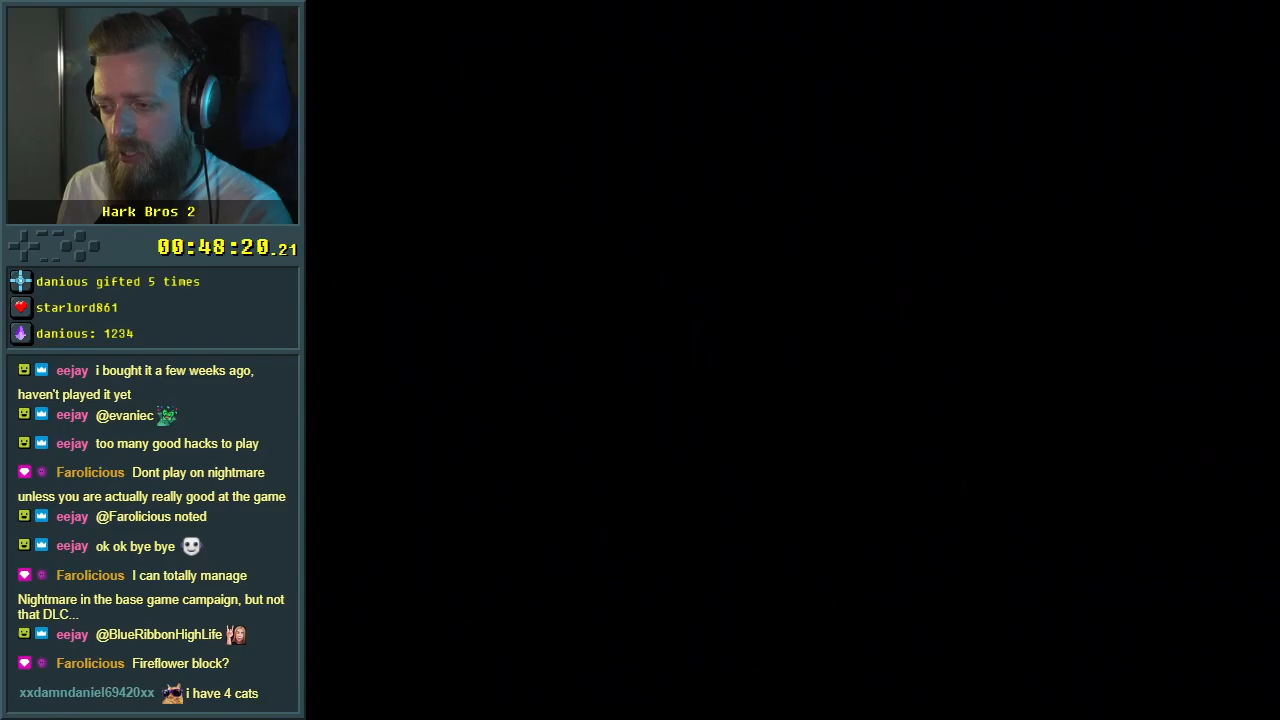 Hark Bros 2
00:48:20.21
danious gifted 5 times
starlord861
danious: 1234
eejay i bought it a few weeks ago,
haven't played it yet
eejay @evaniec
eejay too many good hacks to play
Farolicious Dont play on nightmare
unless you are actually really good at the game
eejay @Farolicious noted
eejay ok ok bye bye
Farolicious I can totally manage
Nightmare in the base game campaign, but not
that DLC...
eejay @BlueRibbonHighLife
Farolicious Fireflower block?
xxdamndaniel69420xx i have 4 cats